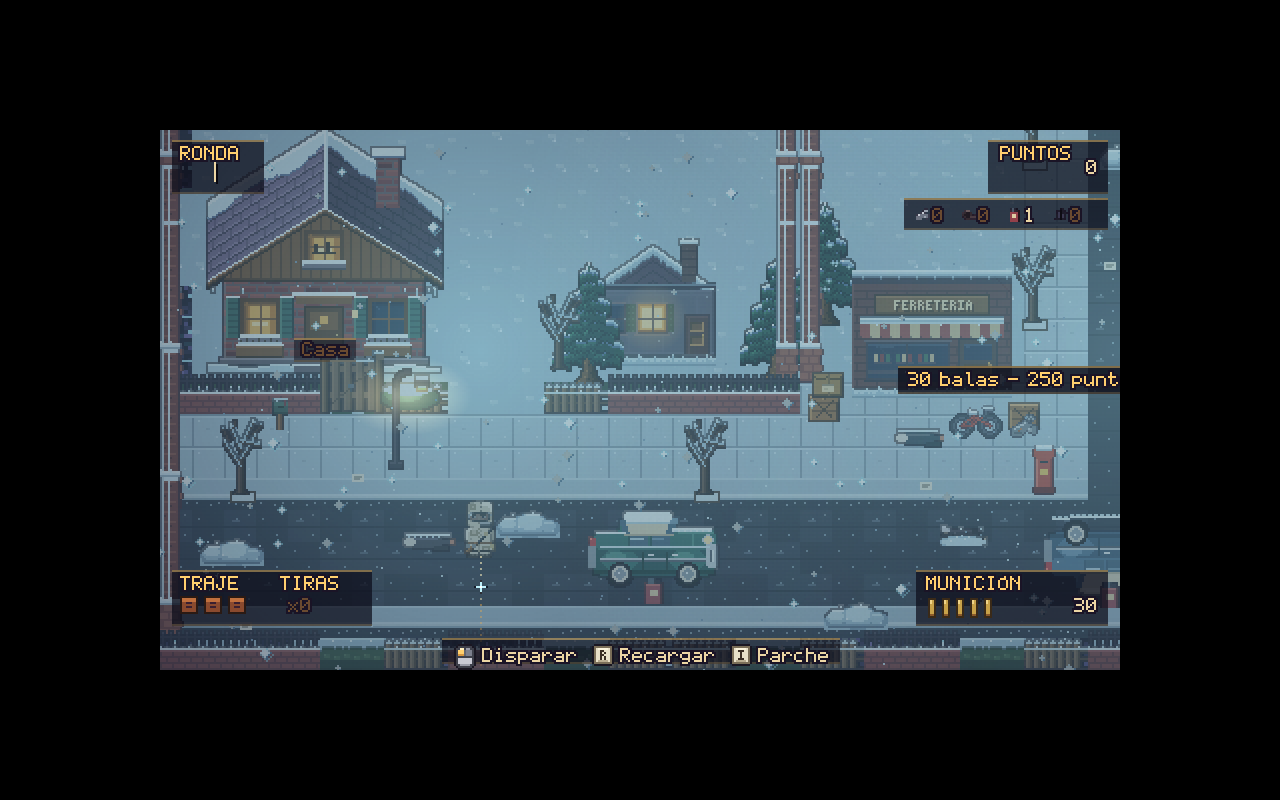 RONDA
PUNTOS
0
0 0 1 0
FERRETERIA
Casa
30 balas - 250 punt
TRAJE TIRAS
x0
MUNICIÓN
30
Disparar R Recargar I Parche